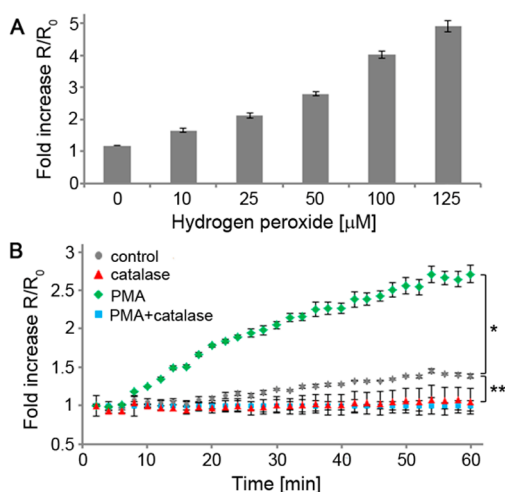 A
Fold increase R/R0
5
4
3
2
1
0
0 10 25 50 100 125
Hydrogen peroxide [µM]
B
Fold increase R/R0
3
2.5
2
1.5
1
0.5
control
catalase
PMA
PMA+catalase
*
**
0 10 20 30 40 50 60
Time [min]